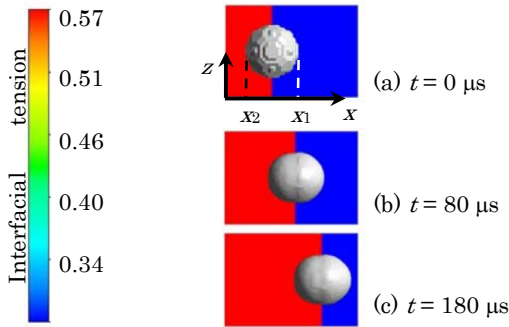 Interfacial tension
0.57
0.51
0.46
0.40
0.34
z
x₂ x₁ x
(a) t = 0 μs
(b) t = 80 μs
(c) t = 180 μs